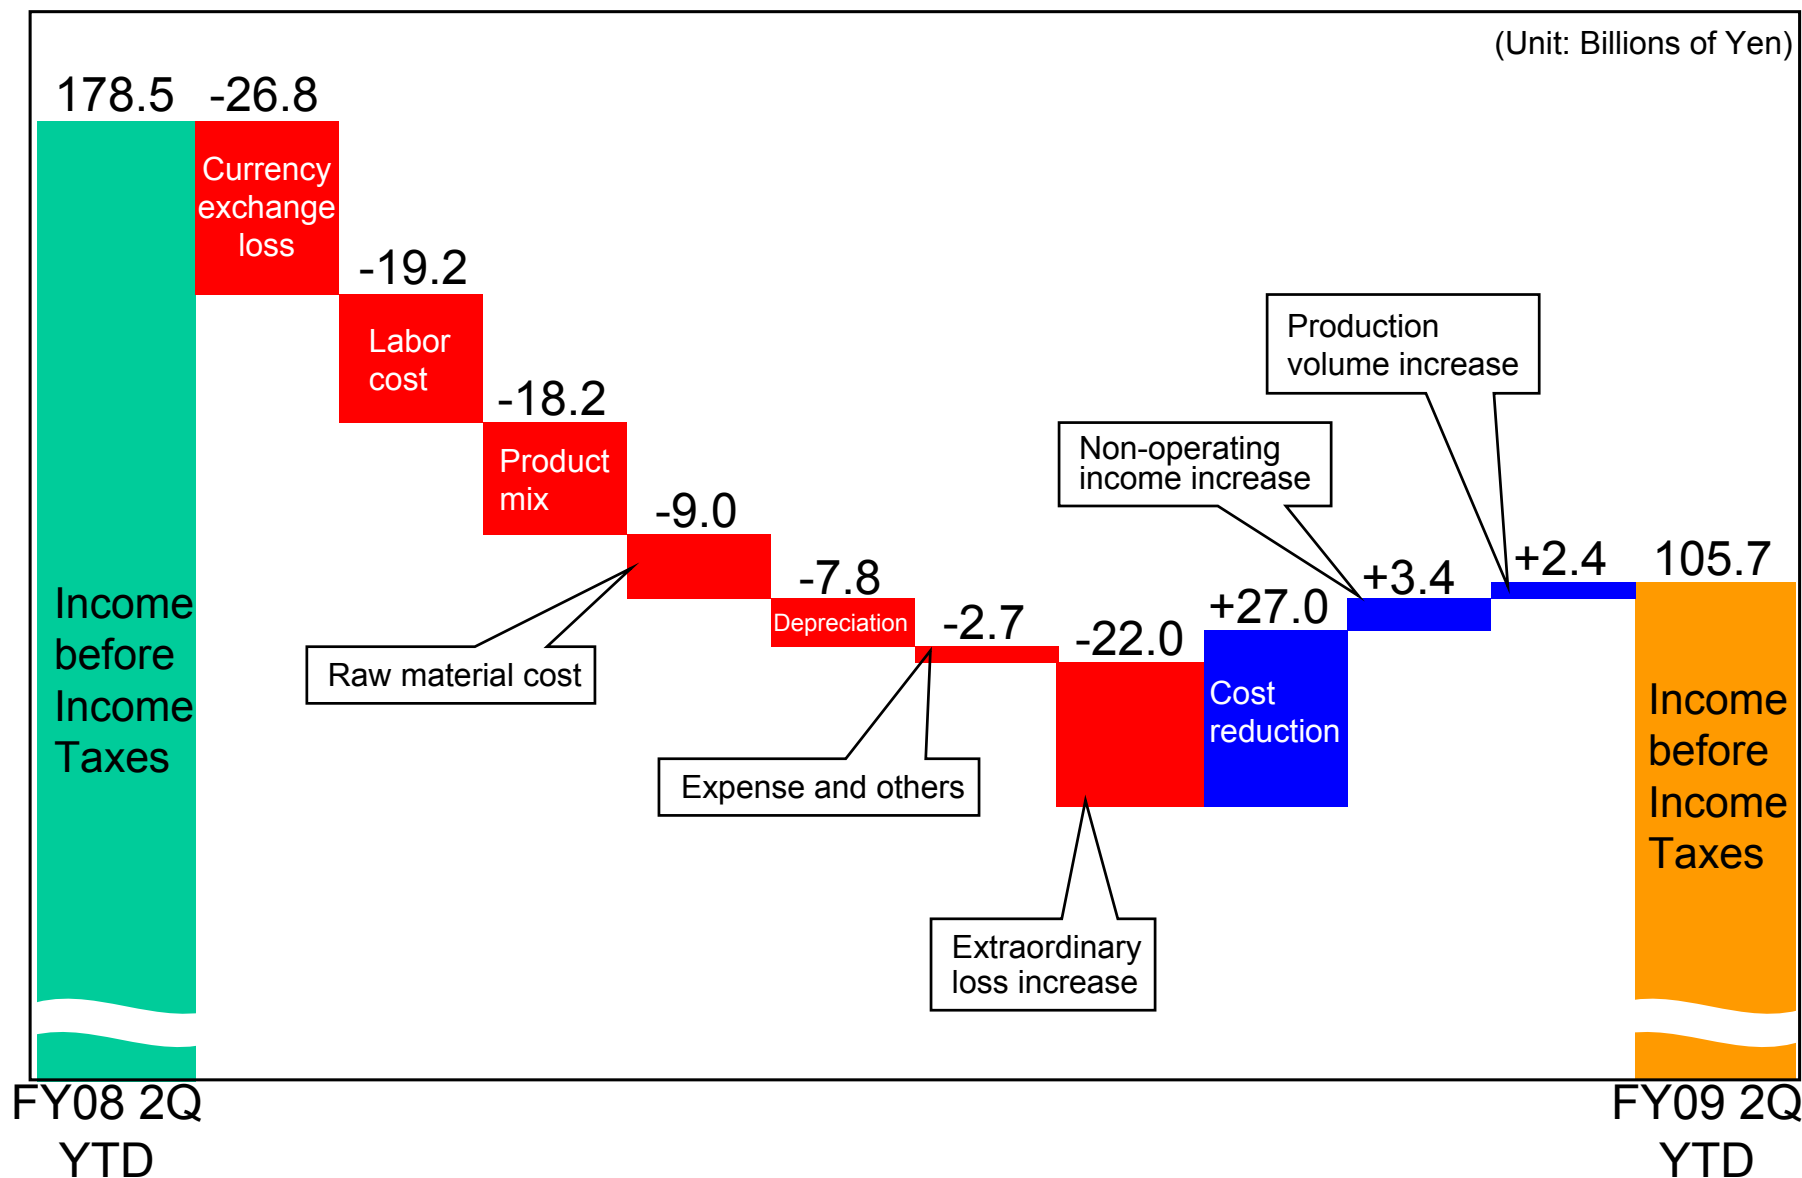 (Unit: Billions of Yen)
178.5
-26.8
Currency
exchange
loss
-19.2
Labor
cost
-18.2
Product
mix
-9.0
Raw material cost
-7.8
Depreciation
-2.7
Expense and others
-22.0
Extraordinary
loss increase
+27.0
Cost
reduction
+3.4
Non-operating
income increase
+2.4
Production
volume increase
105.7
Income
before
Income
Taxes
Income
before
Income
Taxes
FY08 2Q
YTD
FY09 2Q
YTD